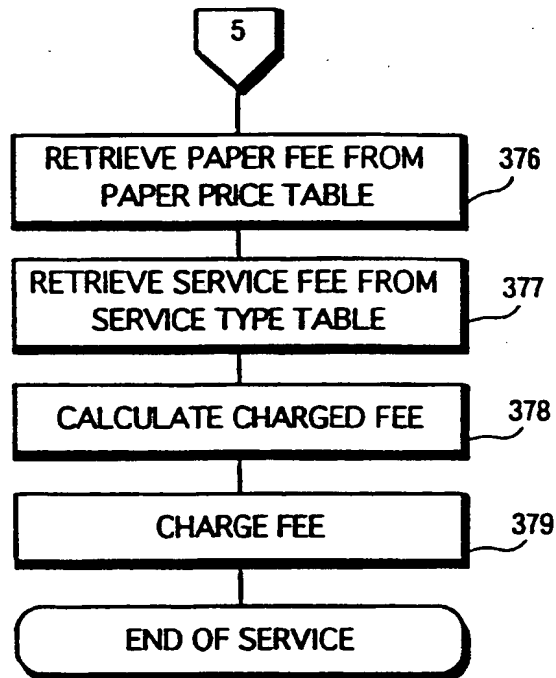 5
RETRIEVE PAPER FEE FROM
PAPER PRICE TABLE
376
RETRIEVE SERVICE FEE FROM
SERVICE TYPE TABLE
377
CALCULATE CHARGED FEE
378
CHARGE FEE
379
END OF SERVICE